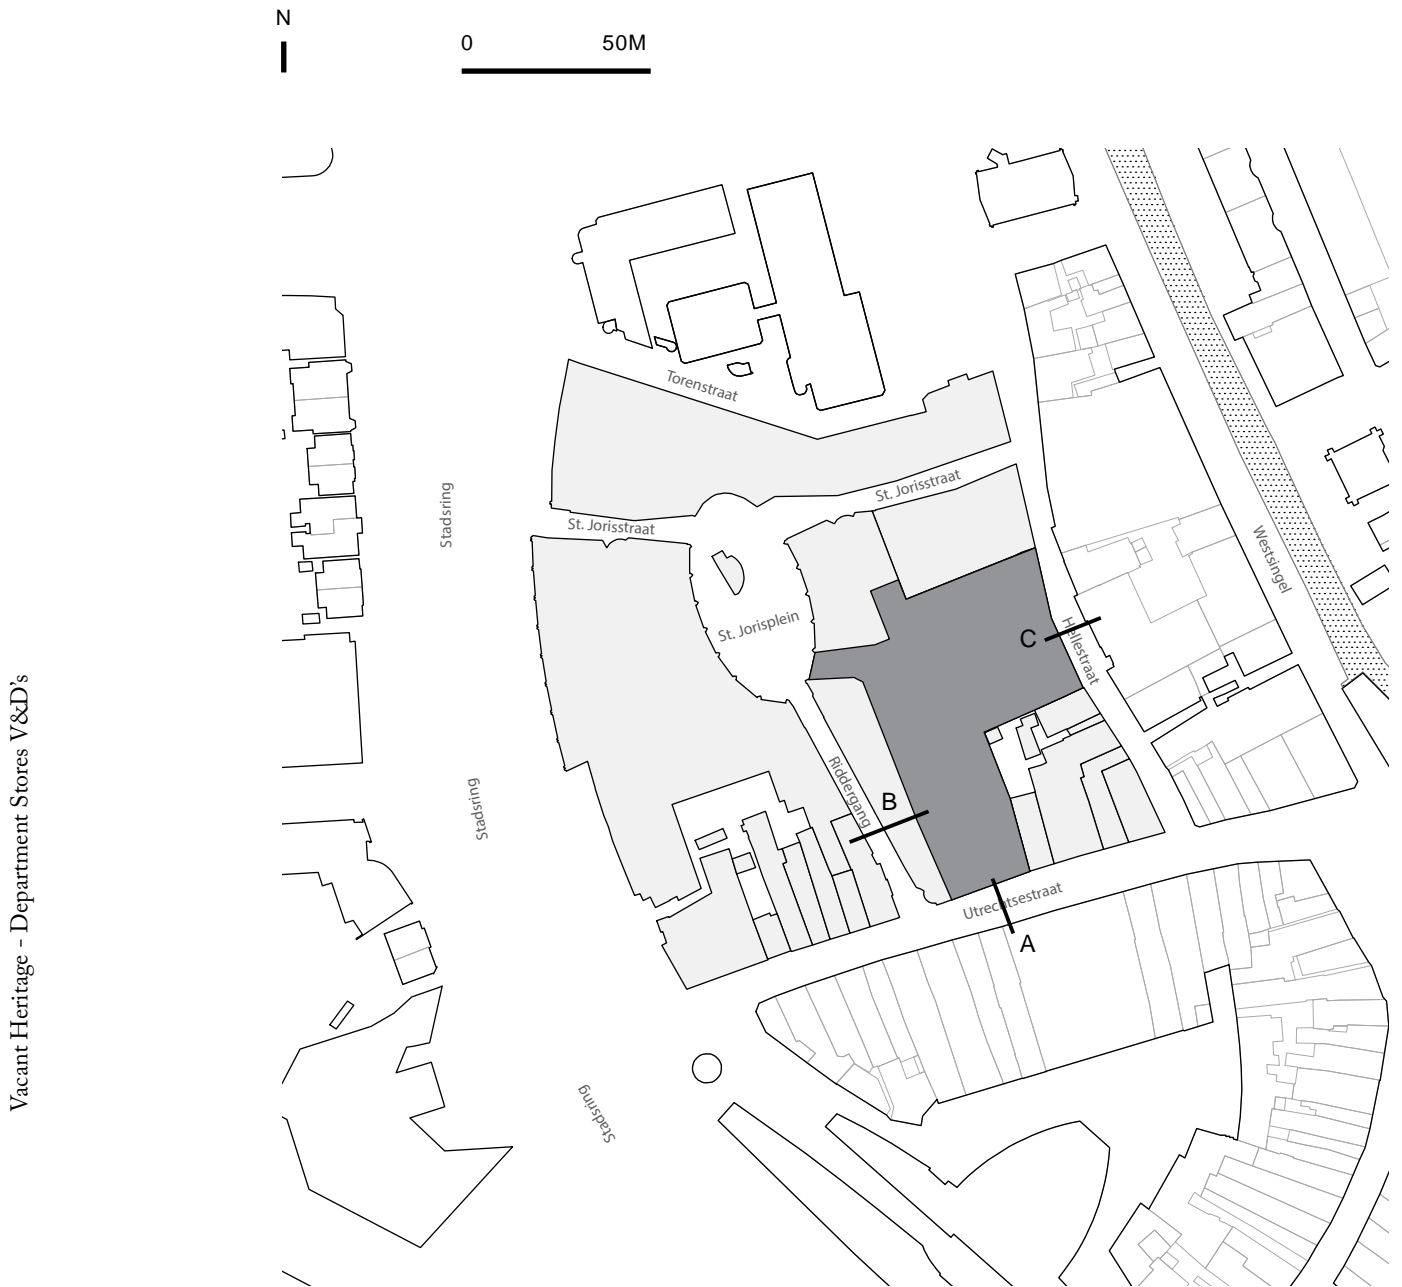 N
0 50M
Torenstraat
St. Jorisstraat
St. Jorisstraat
Stadsring
Westsingel
St. Jorisplein
C
Hellestraat
Vacant Heritage - Department Stores V&D's
Stadsring
Riddergang
B
Utrechtsestraat
A
Stadsring